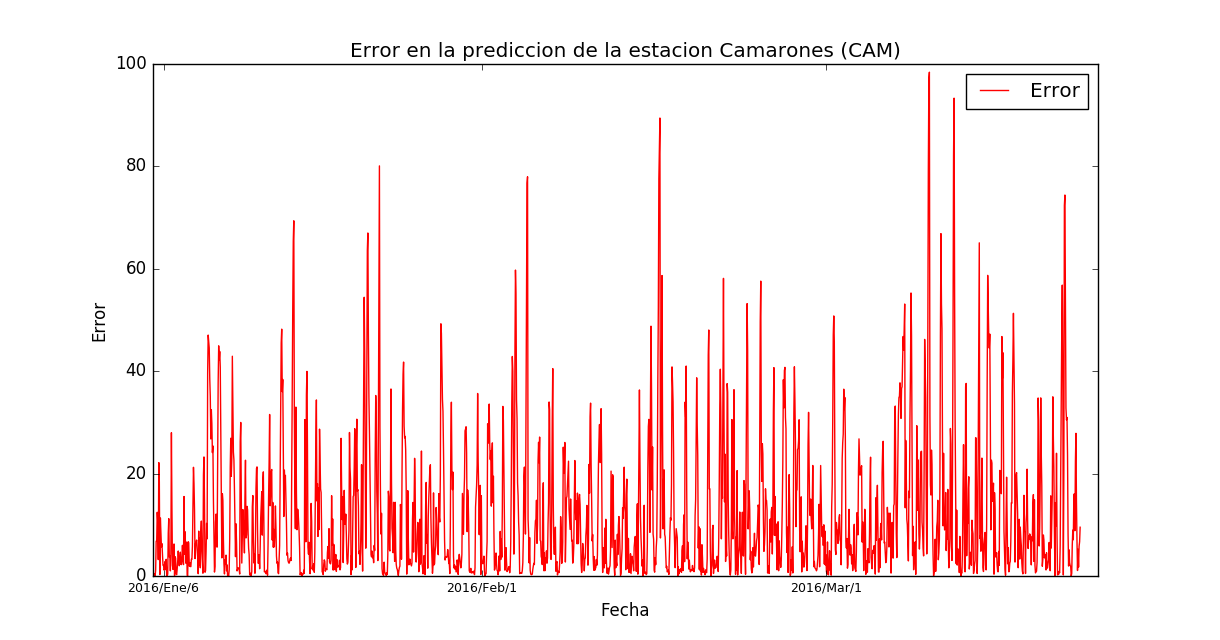 Error en la prediccion de la estacion Camarones (CAM)
100
80
60
40
20
0
Error
Error
2016/Ene/6
2016/Feb/1
2016/Mar/1
Fecha